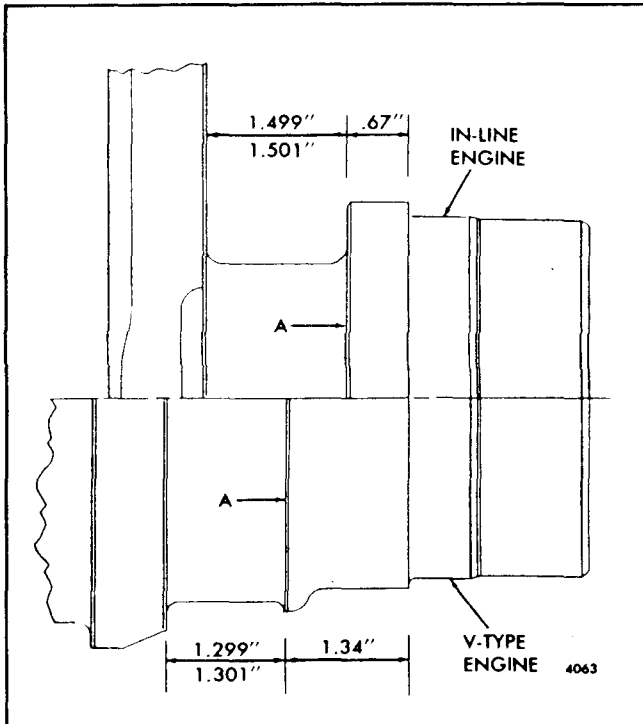 1.499″ .67″
1.501″
IN-LINE
ENGINE
A
A
1.299″ 1.34″
1.301″
V-TYPE
ENGINE 4063